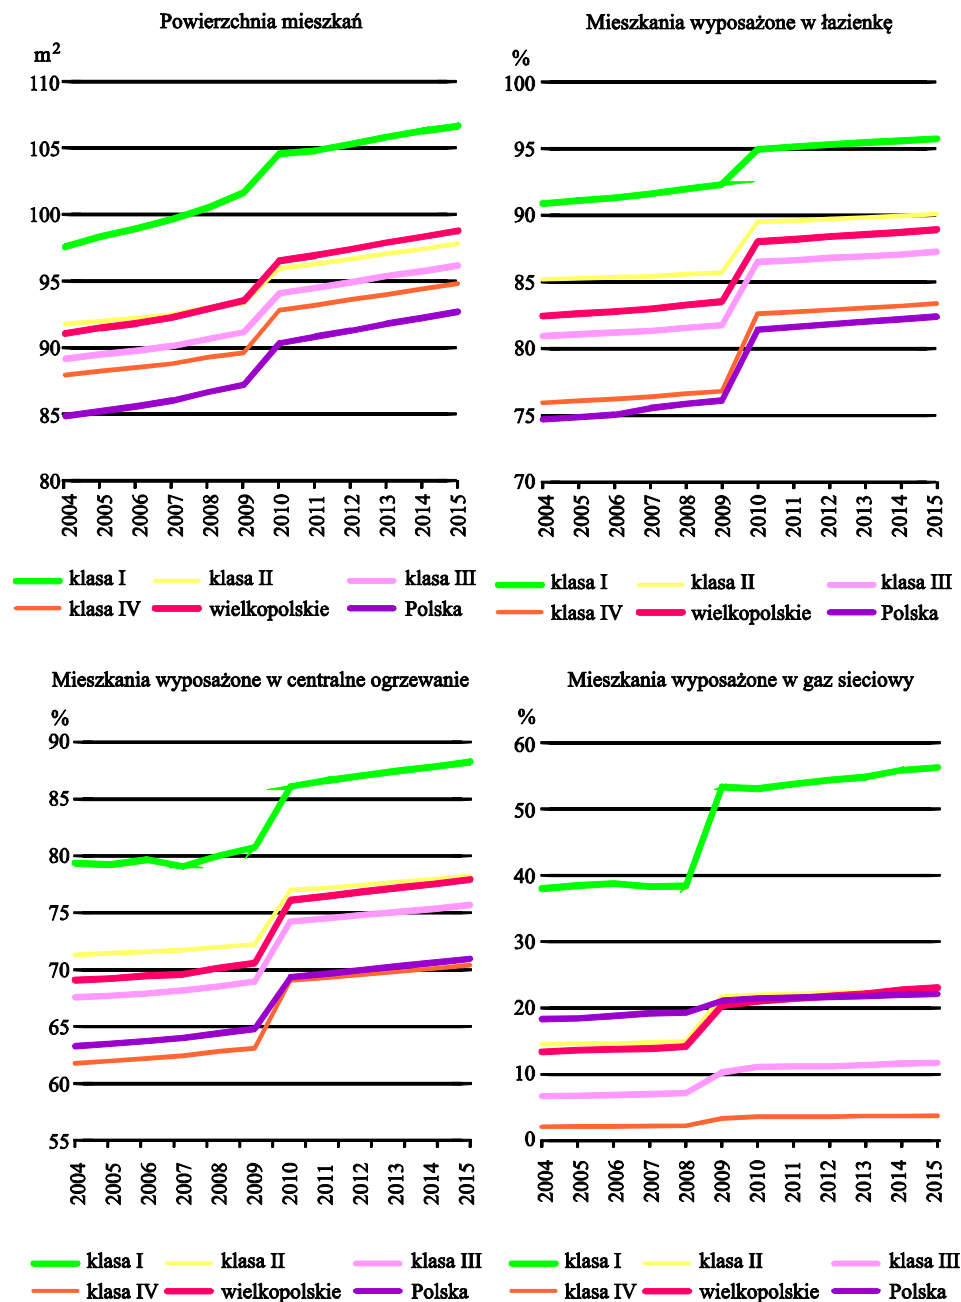 Powierzchnia mieszkań
m²
110
105
100
95
90
85
80
2004 2005 2006 2007 2008 2009 2010 2011 2012 2013 2014 2015
klasa I klasa II klasa III
klasa IV wielkopolskie Polska
Mieszkania wyposażone w łazienkę
%
100
95
90
85
80
75
70
2004 2005 2006 2007 2008 2009 2010 2011 2012 2013 2014 2015
klasa I klasa II klasa III
klasa IV wielkopolskie Polska
Mieszkania wyposażone w centralne ogrzewanie
%
90
85
80
75
70
65
60
55
2004 2005 2006 2007 2008 2009 2010 2011 2012 2013 2014 2015
klasa I klasa II klasa III
klasa IV wielkopolskie Polska
Mieszkania wyposażone w gaz sieciowy
%
60
50
40
30
20
10
0
2004 2005 2006 2007 2008 2009 2010 2011 2012 2013 2014 2015
klasa I klasa II klasa III
klasa IV wielkopolskie Polska